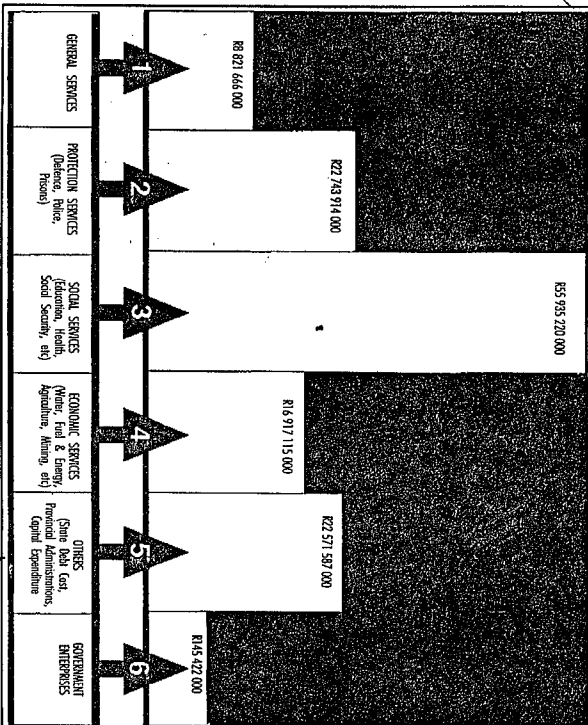 R8 821 666 000
1
GENERAL SERVICES
R22 743 914 000
2
PROTECTION SERVICES
(Defence, Police,
Prisons)
R55 935 220 000
3
SOCIAL SERVICES
(Education, Health,
Social Security, etc)
R16 917 115 000
4
ECONOMIC SERVICES
(Water, Fuel & Energy,
Agriculture, Mining, etc)
R22 571 587 000
5
OTHERS
(State Debt Cost,
Provincial Administrations,
Capital Expenditure
R145 422 000
6
GOVERNMENT
ENTERPRISES